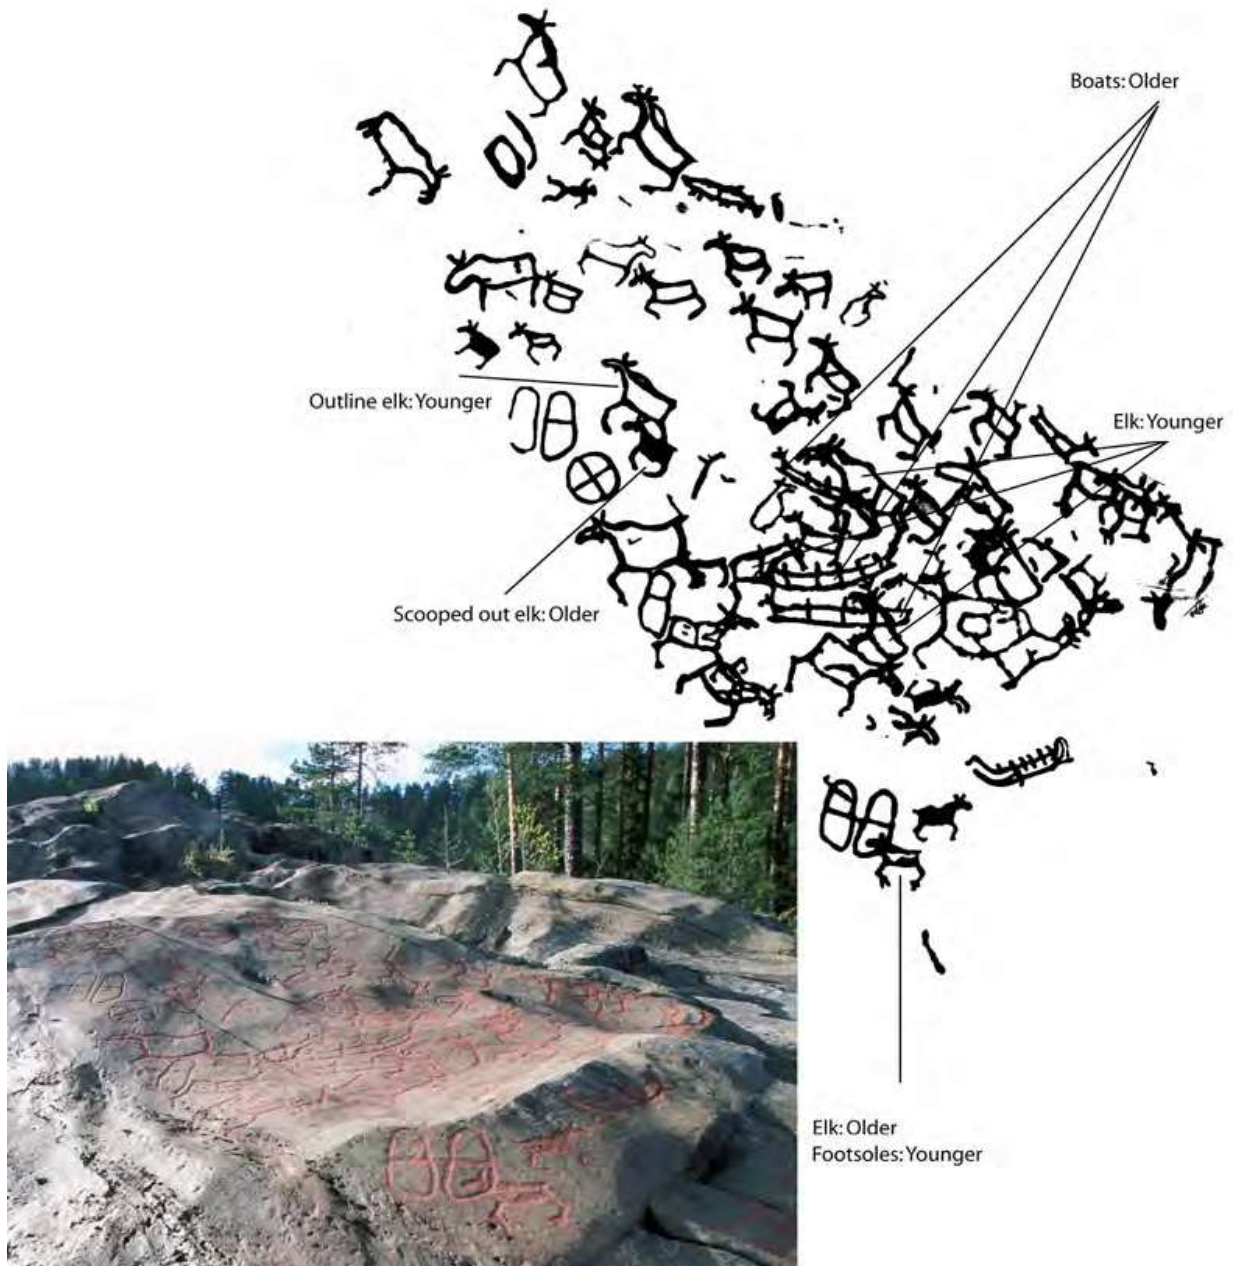 Boats: Older
Outline elk: Younger
Elk: Younger
Scooped out elk: Older
Elk: Older
Footsoles: Younger